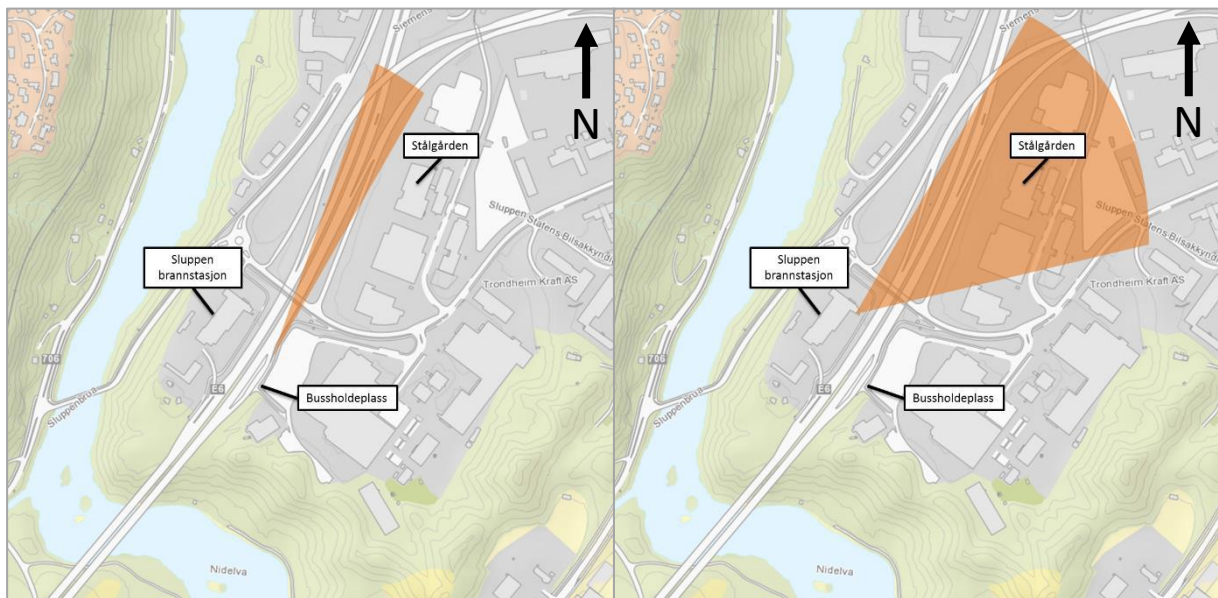 Siemens
N
Stålgården
Sluppen Statens Bilsakkyndi
Sluppen
brannstasjon
Trondheim Kraft AS
706
E6
Bussholdeplass
Sluppenbrua
Nidelva
Siemens
N
Stålgården
Sluppen Statens Bilsakkyndi
Sluppen
brannstasjon
Trondheim Kraft AS
706
E6
Bussholdeplass
Sluppenbrua
Nidelva